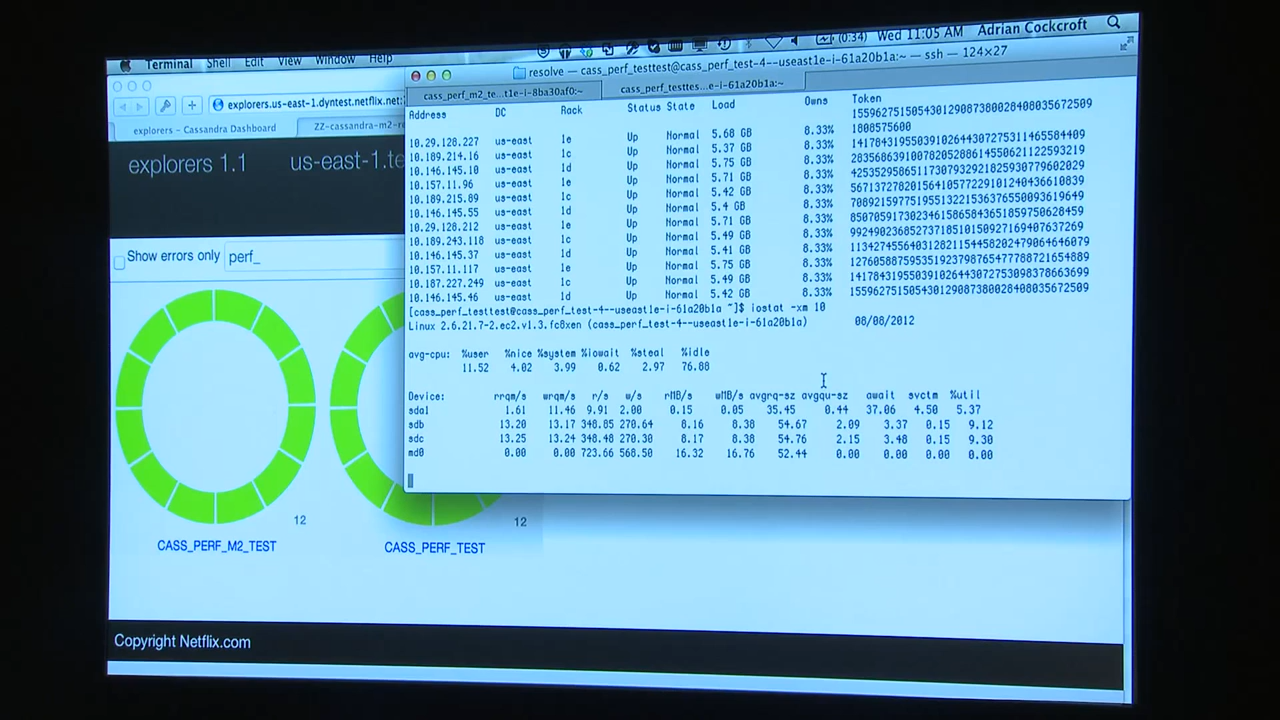 Terminal Shell Edit View Window Help
(0:34) Wed 11:05 AM Adrian Cockcroft
resolve — cass_perf_testtest@cass_perf_test-4--useast1e-i-61a20b1a:~ — ssh — 124×27
cass_perf_m2_te...t1e-i-8ba30af0:~
cass_perf_testtes...e-i-61a20b1a:~
explorers.us-east-1.dyntest.netflix.net:
explorers – Cassandra Dashboard
ZZ-cassandra-m2-r
explorers 1.1
us-east-1.te
Show errors only
perf_
12
CASS_PERF_M2_TEST
12
CASS_PERF_TEST
Copyright Netflix.com
Address DC Rack Status State Load Owns Token
155962751505430129087380028408035672509
10.29.128.227 us-east 1e Up Normal 5.68 GB 8.33% 1808575600
10.189.214.16 us-east 1c Up Normal 5.37 GB 8.33% 14178431955039102644307275311465584409
10.146.145.10 us-east 1d Up Normal 5.75 GB 8.33% 28356863910078205288614550621122593219
10.157.11.96 us-east 1e Up Normal 5.71 GB 8.33% 42535295865117307932921825930779602029
10.189.215.89 us-east 1c Up Normal 5.42 GB 8.33% 56713727820156410577229101240436610839
10.146.145.55 us-east 1d Up Normal 5.4 GB 8.33% 70892159775195513221536376550093619649
10.29.128.212 us-east 1e Up Normal 5.71 GB 8.33% 85070591730234615865843651859750628459
10.189.243.118 us-east 1c Up Normal 5.49 GB 8.33% 99249023685273718510150927169407637269
10.146.145.37 us-east 1d Up Normal 5.41 GB 8.33% 113427455640312821154458202479064646079
10.157.11.117 us-east 1e Up Normal 5.75 GB 8.33% 127605887595351923798765477788721654889
10.187.227.249 us-east 1c Up Normal 5.49 GB 8.33% 141784319550391026443072753098378663699
10.146.145.46 us-east 1d Up Normal 5.42 GB 8.33% 155962751505430129087380028408035672509
[cass_perf_testtest@cass_perf_test-4--useast1e-i-61a20b1a ~]$ iostat -xm 10
Linux 2.6.21.7-2.ec2.v1.3.fc8xen (cass_perf_test-4--useast1e-i-61a20b1a) 08/08/2012
avg-cpu: %user %nice %system %iowait %steal %idle
11.52 4.02 3.99 0.62 2.97 76.88
Device: rrqm/s wrqm/s r/s w/s rMB/s wMB/s avgrq-sz avgqu-sz await svctm %util
sda1 1.61 11.46 9.91 2.00 0.15 0.05 35.45 0.44 37.06 4.50 5.37
sdb 13.20 13.17 348.85 270.64 8.16 8.38 54.67 2.09 3.37 0.15 9.12
sdc 13.25 13.24 348.48 270.30 8.17 8.38 54.76 2.15 3.48 0.15 9.30
md0 0.00 0.00 723.66 568.50 16.32 16.76 52.44 0.00 0.00 0.00 0.00